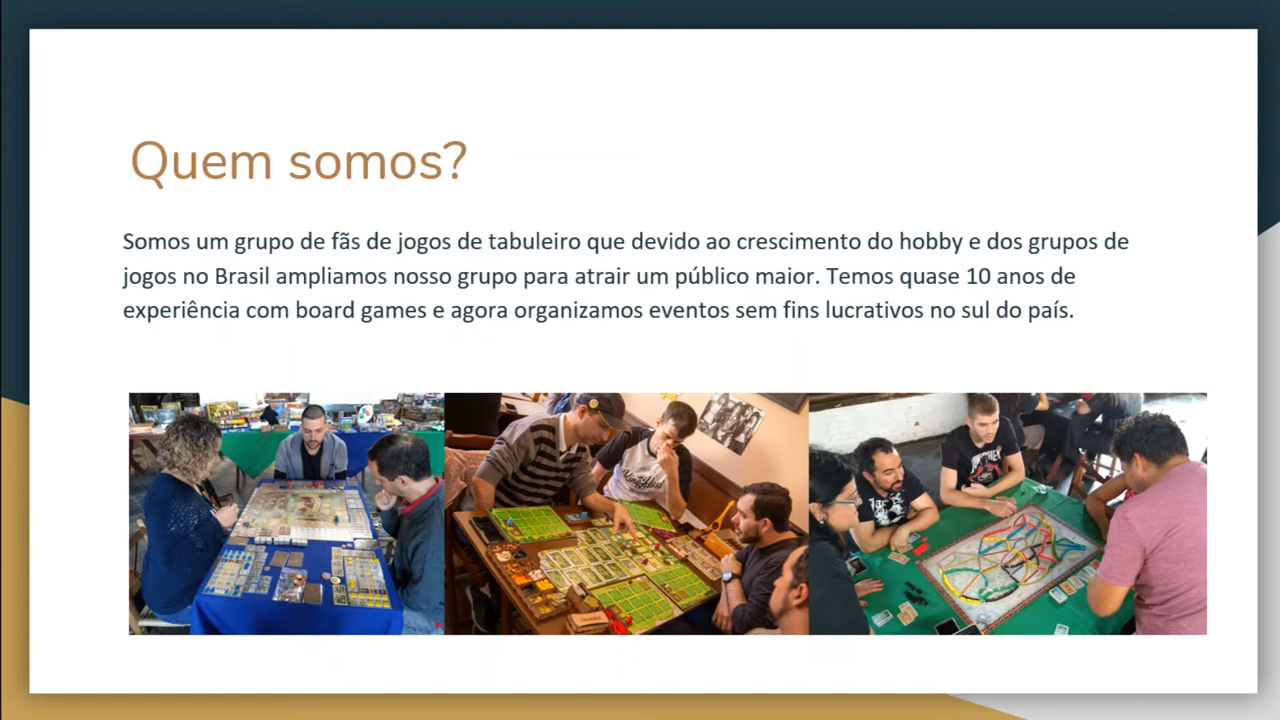 Quem somos?
Somos um grupo de fãs de jogos de tabuleiro que devido ao crescimento do hobby e dos grupos de
jogos no Brasil ampliamos nosso grupo para atrair um público maior. Temos quase 10 anos de
experiência com board games e agora organizamos eventos sem fins lucrativos no sul do país.